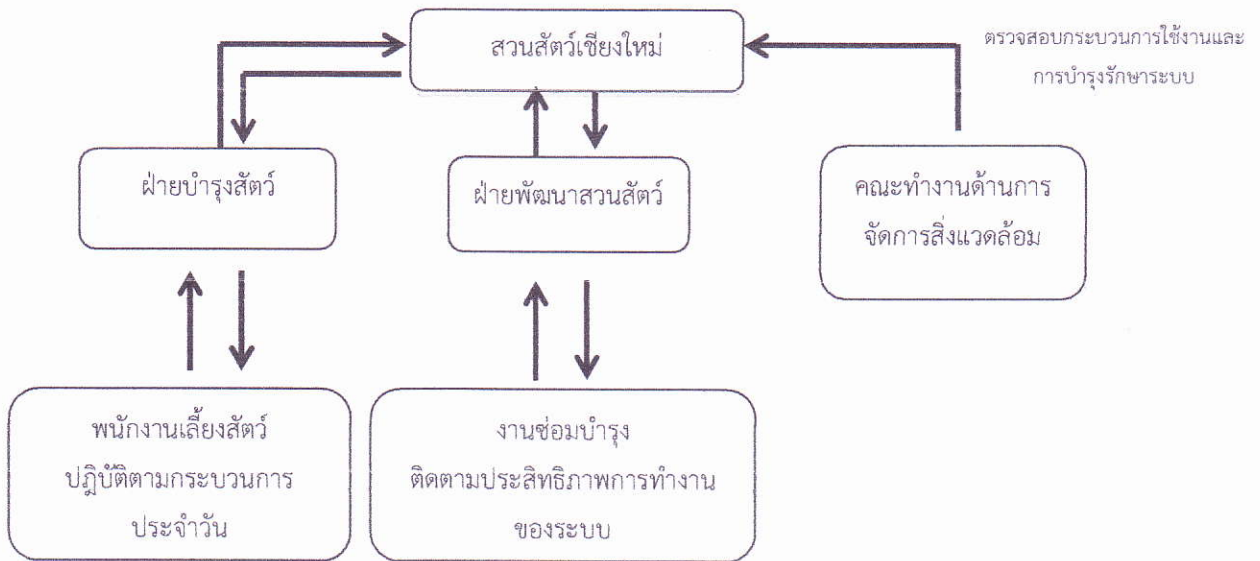 สวนสัตว์เชียงใหม่
ตรวจสอบกระบวนการใช้งานและ
การบำรุงรักษาระบบ
ฝ่ายบำรุงสัตว์
ฝ่ายพัฒนาสวนสัตว์
คณะทำงานด้านการ
จัดการสิ่งแวดล้อม
พนักงานเลี้ยงสัตว์
ปฎิบัติตามกระบวนการ
ประจำวัน
งานซ่อมบำรุง
ติดตามประสิทธิภาพการทำงาน
ของระบบ